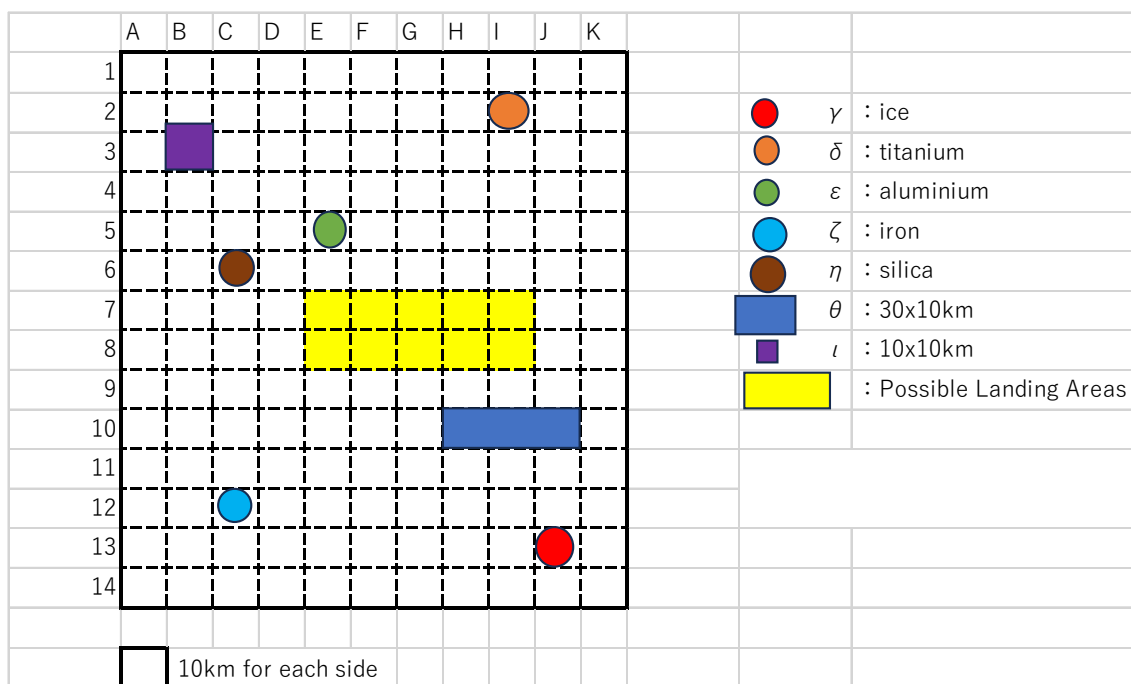 A B C D E F G H I J K
1
2 γ ：ice
3 δ ：titanium
4 ε ：aluminium
5 ζ ：iron
6 η ：silica
7 θ ：30x10km
8 ι ：10x10km
9 ：Possible Landing Areas
10
11
12
13
14
10km for each side